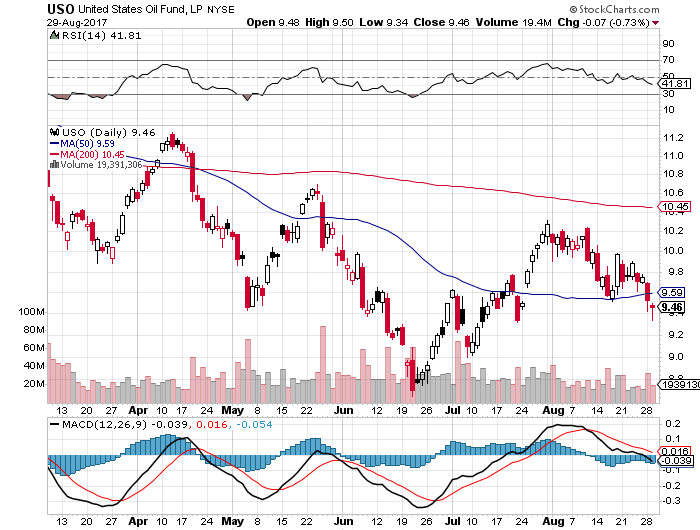 USO United States Oil Fund, LP NYSE © StockCharts.com
29-Aug-2017 Open 9.48 High 9.50 Low 9.34 Close 9.46 Volume 19.4M Chg -0.07 (-0.73%)
RSI(14) 41.81
90
70
50
41.81
30
10
USO (Daily) 9.46
MA(50) 9.59
MA(200) 10.45
Volume 19,391,306
11.2
11.0
10.8
10.6
10.45
10.4
10.2
10.0
9.8
9.59
9.46
9.4
9.2
9.0
8.8
100M
80M
60M
40M
20M
1939130
13 20 27 Apr 10 17 24 May 8 15 22 Jun 12 19 26 Jul 10 17 24 Aug 7 14 21 28
MACD(12,26,9) -0.039, 0.016, -0.054
0.2
0.1
0.016
-0.039
-0.1
-0.2
-0.3
13 20 27 Apr 10 17 24 May 8 15 22 Jun 12 19 26 Jul 10 17 24 Aug 7 14 21 28